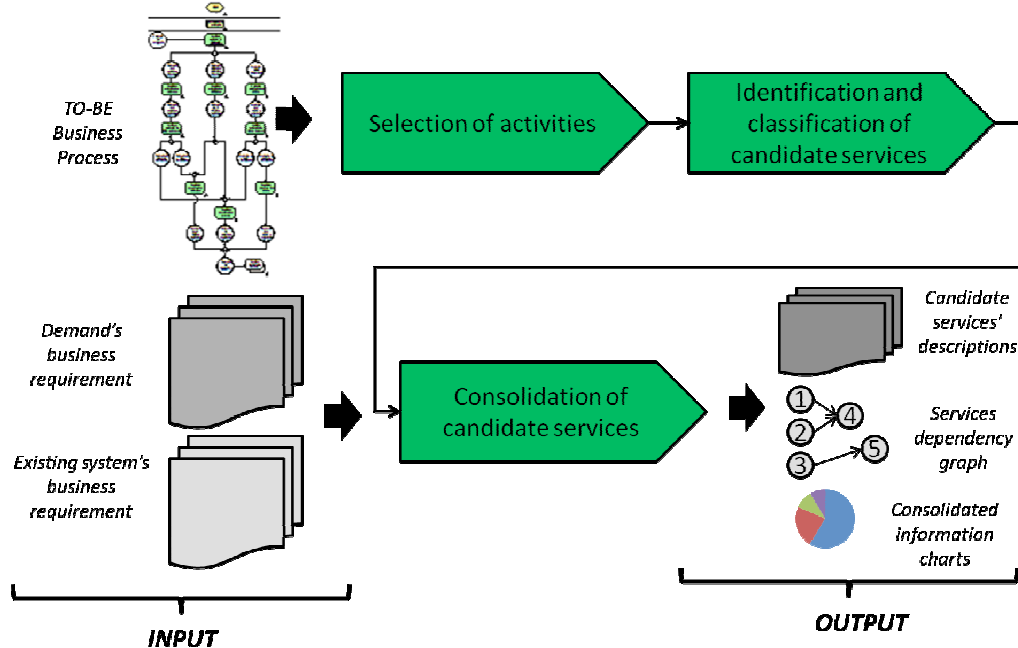 TO-BE
Business
Process
Selection of activities
Identification and
classification of
candidate services
Demand's
business
requirement
Existing system's
business
requirement
Consolidation of
candidate services
Candidate
services'
descriptions
1
2
3
4
5
Services
dependency
graph
Consolidated
information
charts
INPUT
OUTPUT